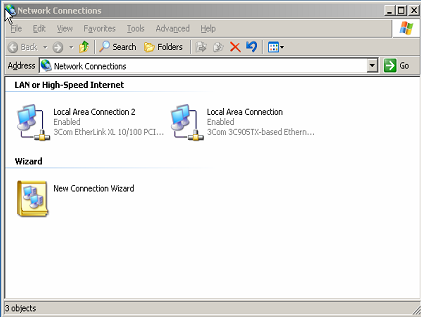 Network Connections
File Edit View Favorites Tools Advanced Help
Back Search Folders
Address Network Connections Go
LAN or High-Speed Internet
Local Area Connection 2
Enabled
3Com EtherLink XL 10/100 PCI...
Local Area Connection
Enabled
3Com 3C905TX-based Ethern...
Wizard
New Connection Wizard
3 objects